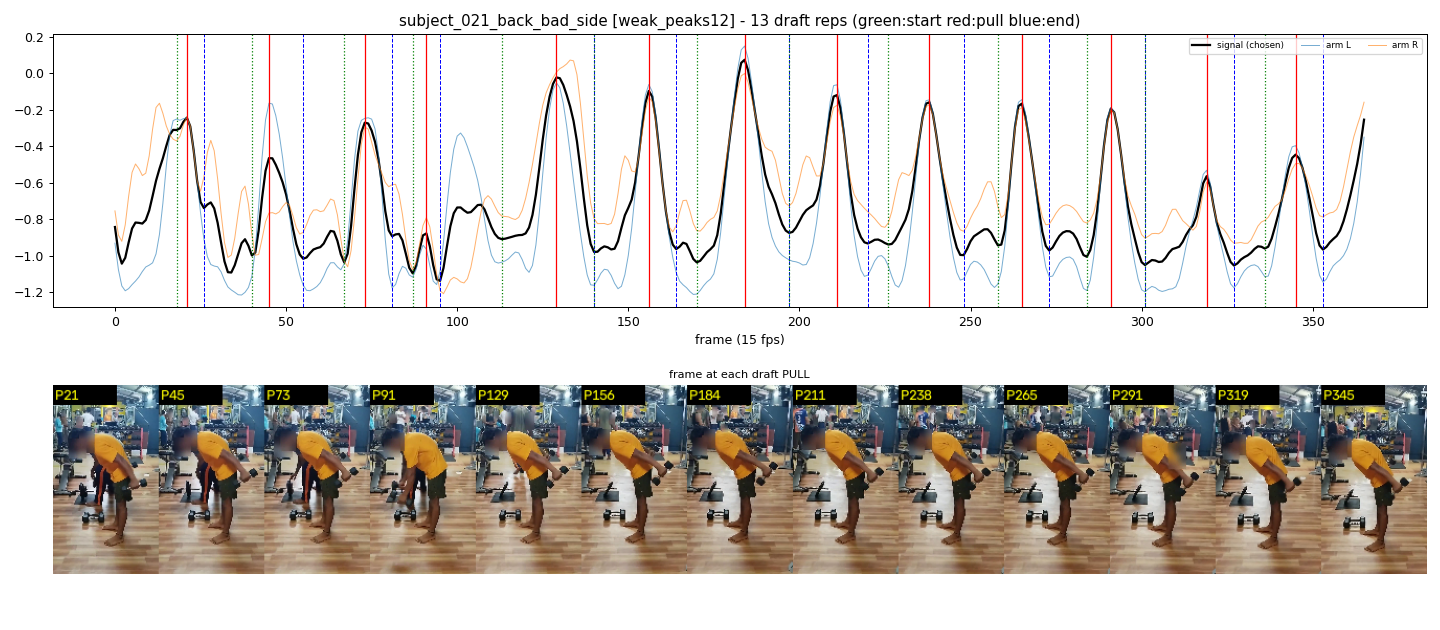 subject_021_back_bad_side [weak_peaks12] - 13 draft reps (green:start red:pull blue:end)
signal (chosen) arm L arm R
0.2
0.0
−0.2
−0.4
−0.6
−0.8
−1.0
−1.2
0 50 100 150 200 250 300 350
frame (15 fps)
frame at each draft PULL
P21 P45 P73 P91 P129 P156 P184 P211 P238 P265 P291 P319 P345